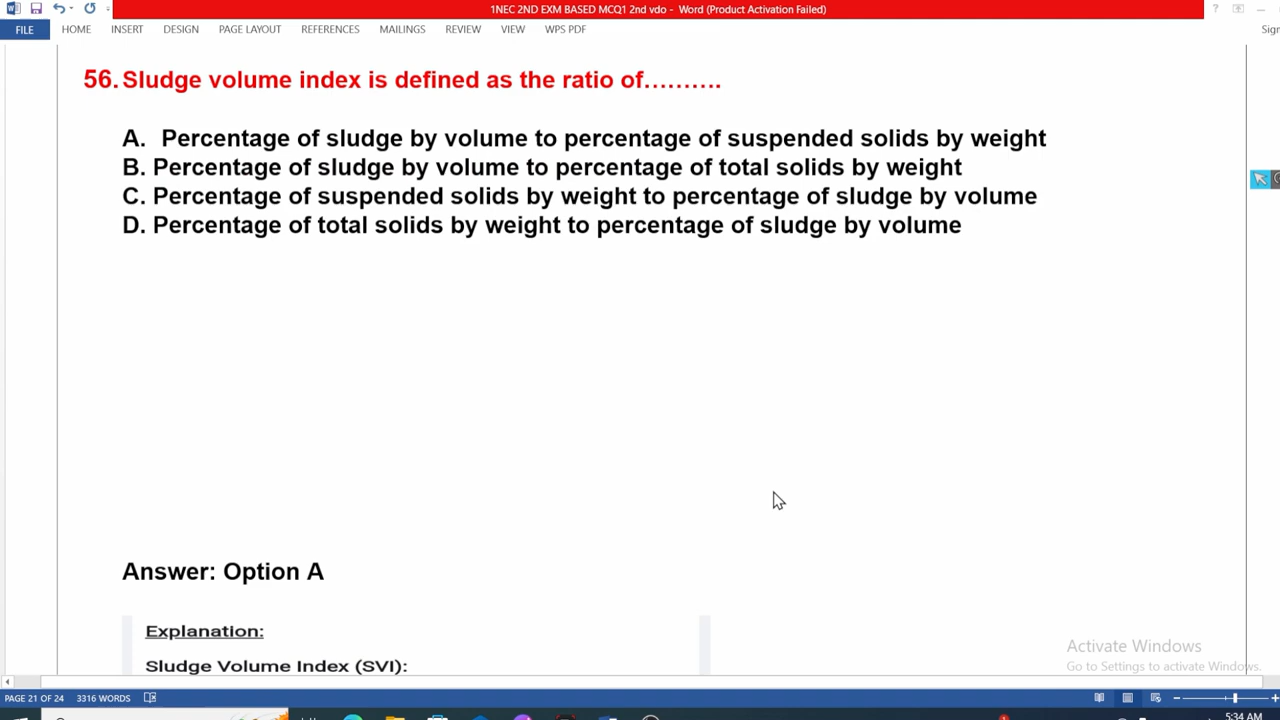 1NEC 2ND EXM BASED MCQ1 2nd vdo - Word (Product Activation Failed)
FILE HOME INSERT DESIGN PAGE LAYOUT REFERENCES MAILINGS REVIEW VIEW WPS PDF
56. Sludge volume index is defined as the ratio of……….
A. Percentage of sludge by volume to percentage of suspended solids by weight
B. Percentage of sludge by volume to percentage of total solids by weight
C. Percentage of suspended solids by weight to percentage of sludge by volume
D. Percentage of total solids by weight to percentage of sludge by volume
Answer: Option A
Explanation:
Sludge Volume Index (SVI):
Activate Windows
Go to Settings to activate Windows.
PAGE 21 OF 24 3316 WORDS
5:34 AM